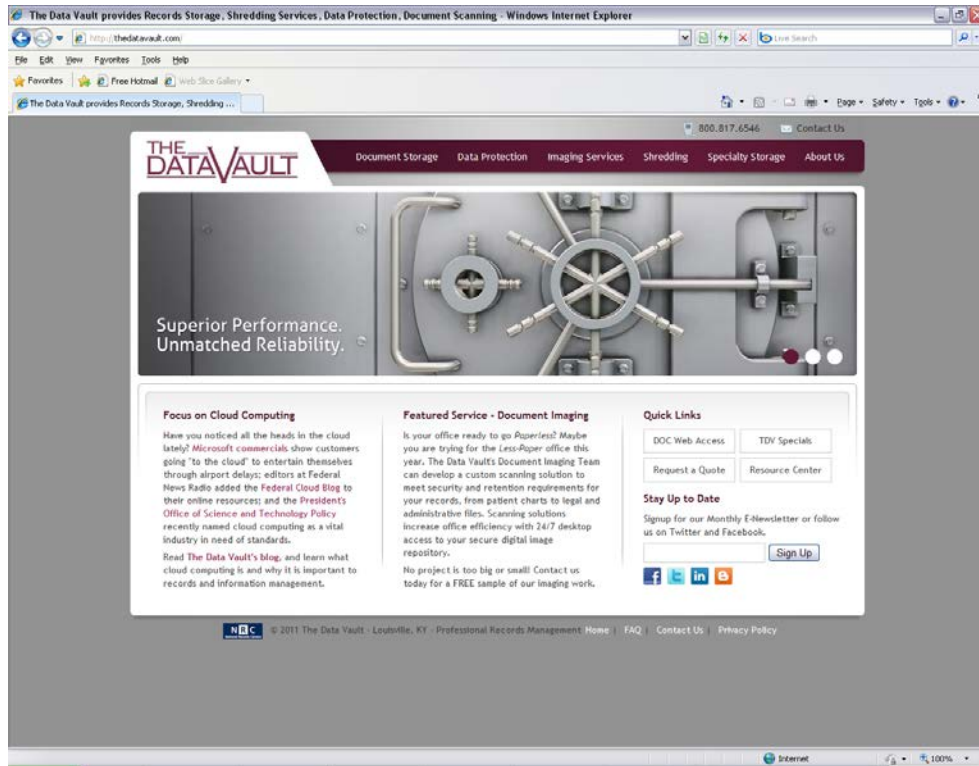 The Data Vault provides Records Storage, Shredding Services, Data Protection, Document Scanning - Windows Internet Explorer
http://thedatavault.com/
Live Search
File Edit View Favorites Tools Help
Favorites Free Hotmail Web Slice Gallery
The Data Vault provides Records Storage, Shredding ...
Page Safety Tools
800.817.6546 Contact Us
THE
DATA VAULT
Document Storage Data Protection Imaging Services Shredding Specialty Storage About Us
Superior Performance.
Unmatched Reliability.
Focus on Cloud Computing
Have you noticed all the heads in the cloud
lately? Microsoft commercials show customers
going "to the cloud" to entertain themselves
through airport delays; editors at Federal
News Radio added the Federal Cloud Blog to
their online resources; and the President's
Office of Science and Technology Policy
recently named cloud computing as a vital
industry in need of standards.
Read The Data Vault's blog, and learn what
cloud computing is and why it is important to
records and information management.
Featured Service - Document Imaging
Is your office ready to go Paperless? Maybe
you are trying for the Less-Paper office this
year. The Data Vault's Document Imaging Team
can develop a custom scanning solution to
meet security and retention requirements for
your records, from patient charts to legal and
administrative files. Scanning solutions
increase office efficiency with 24/7 desktop
access to your secure digital image
repository.
No project is too big or small! Contact us
today for a FREE sample of our imaging work.
Quick Links
DOC Web Access TDV Specials
Request a Quote Resource Center
Stay Up to Date
Signup for our Monthly E-Newsletter or follow
us on Twitter and Facebook.
Sign Up
NRC © 2011 The Data Vault - Louisville, KY - Professional Records Management Home | FAQ | Contact Us | Privacy Policy
Internet 100%